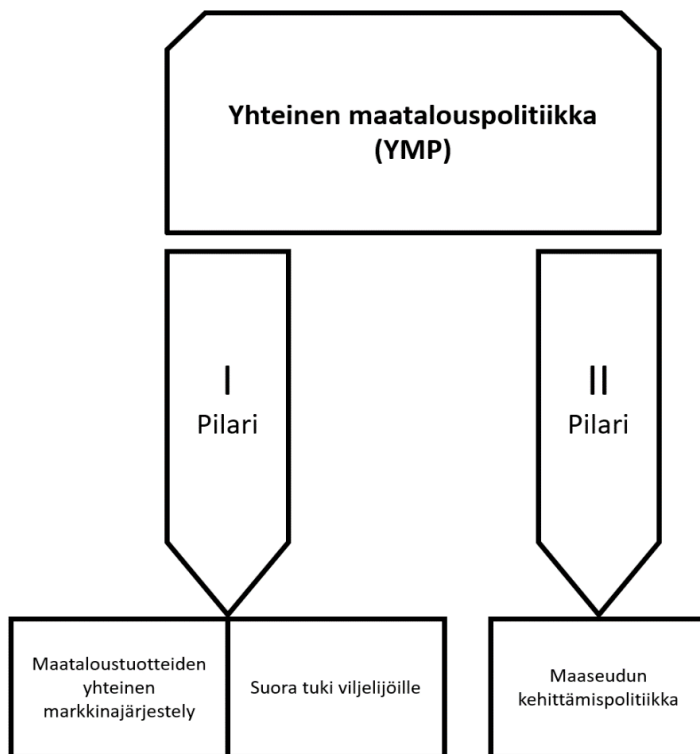 Yhteinen maatalouspolitiikka
(YMP)
I
Pilari
II
Pilari
Maataloustuotteiden
yhteinen
markkinajärjestely
Suora tuki viljelijöille
Maaseudun
kehittämispolitiikka